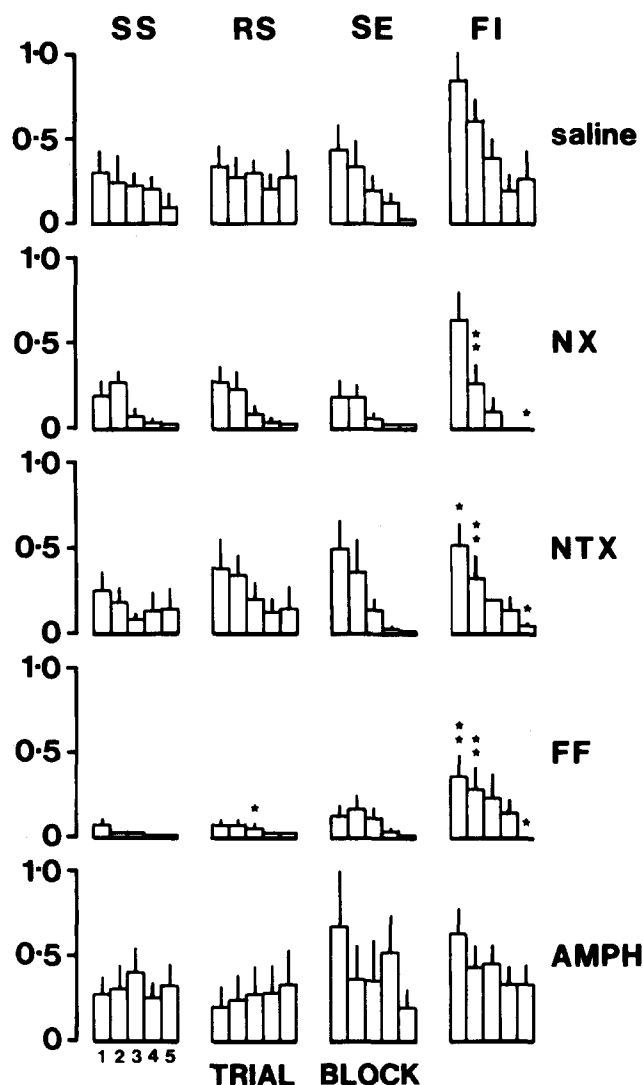 SS RS SE FI
1·0
0·5
0
saline
1·0
0·5
0
NX
1·0
0·5
0
NTX
1·0
0·5
0
FF
1·0
0·5
0
AMPH
1 2 3 4 5
TRIAL BLOCK